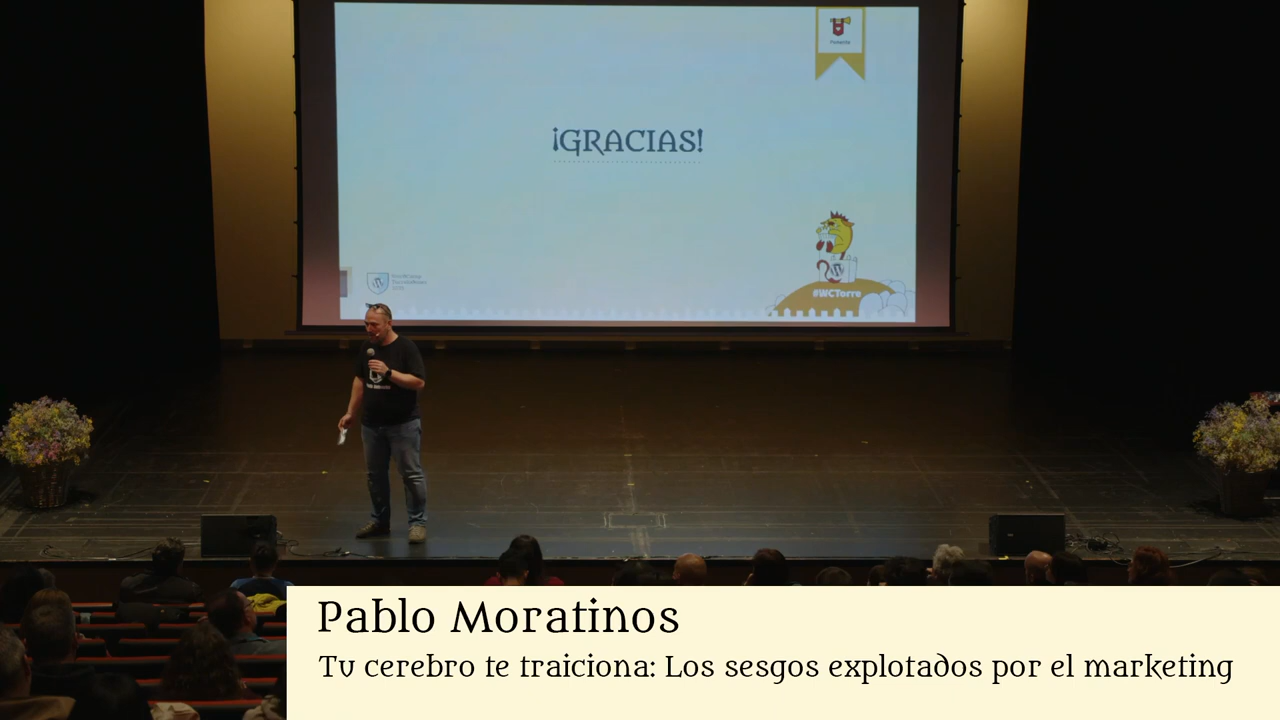 ¡GRACIAS!
#WCTorre
Pablo Moratinos
Tu cerebro te traiciona: Los sesgos explotados por el marketing